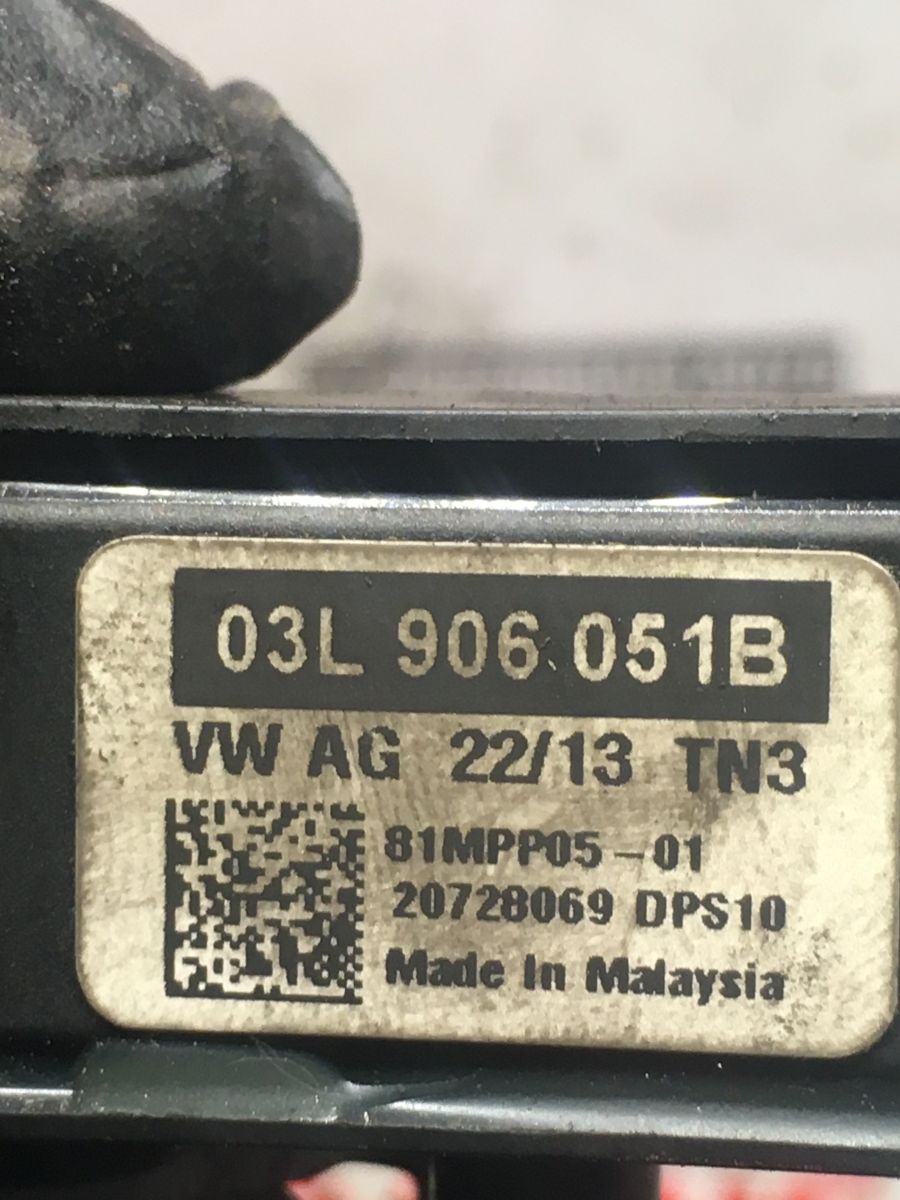 03L 906 051B
VW AG 22/13 TN3
81MPP05-01
20728069 DPS10
Made In Malaysia